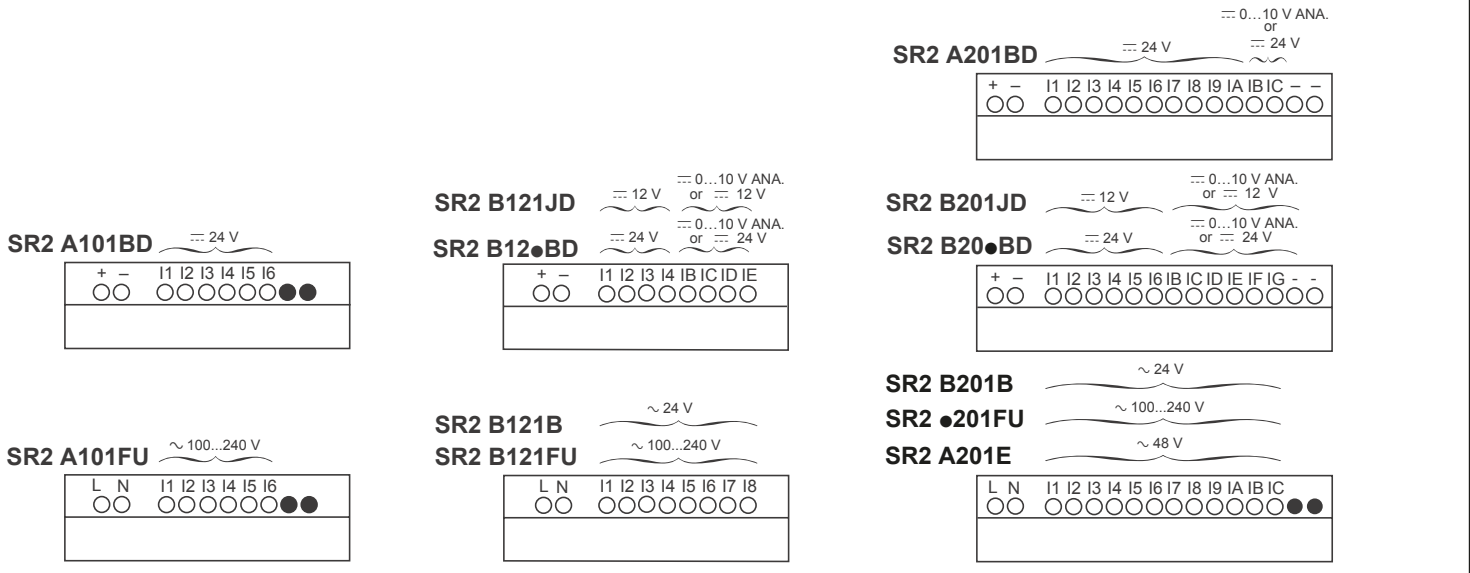 ⎓ 0...10 V ANA.
or
SR2 A201BD ⎓ 24 V ⎓ 24 V
+ – I1 I2 I3 I4 I5 I6 I7 I8 I9 IA IB IC – –
SR2 B121JD ⎓ 12 V ⎓ 0...10 V ANA.
or ⎓ 12 V
SR2 B201JD ⎓ 12 V ⎓ 0...10 V ANA.
or ⎓ 12 V
SR2 A101BD ⎓ 24 V
SR2 B12●BD ⎓ 24 V ⎓ 0...10 V ANA.
or ⎓ 24 V
SR2 B20●BD ⎓ 24 V ⎓ 0...10 V ANA.
or ⎓ 24 V
+ – I1 I2 I3 I4 I5 I6
+ – I1 I2 I3 I4 IB IC ID IE
+ – I1 I2 I3 I4 I5 I6 IB IC ID IE IF IG - -
SR2 B201B ∼ 24 V
SR2 B121B ∼ 24 V
SR2 ●201FU ∼ 100...240 V
SR2 A101FU ∼ 100...240 V
SR2 B121FU ∼ 100...240 V
SR2 A201E ∼ 48 V
L N I1 I2 I3 I4 I5 I6
L N I1 I2 I3 I4 I5 I6 I7 I8
L N I1 I2 I3 I4 I5 I6 I7 I8 I9 IA IB IC